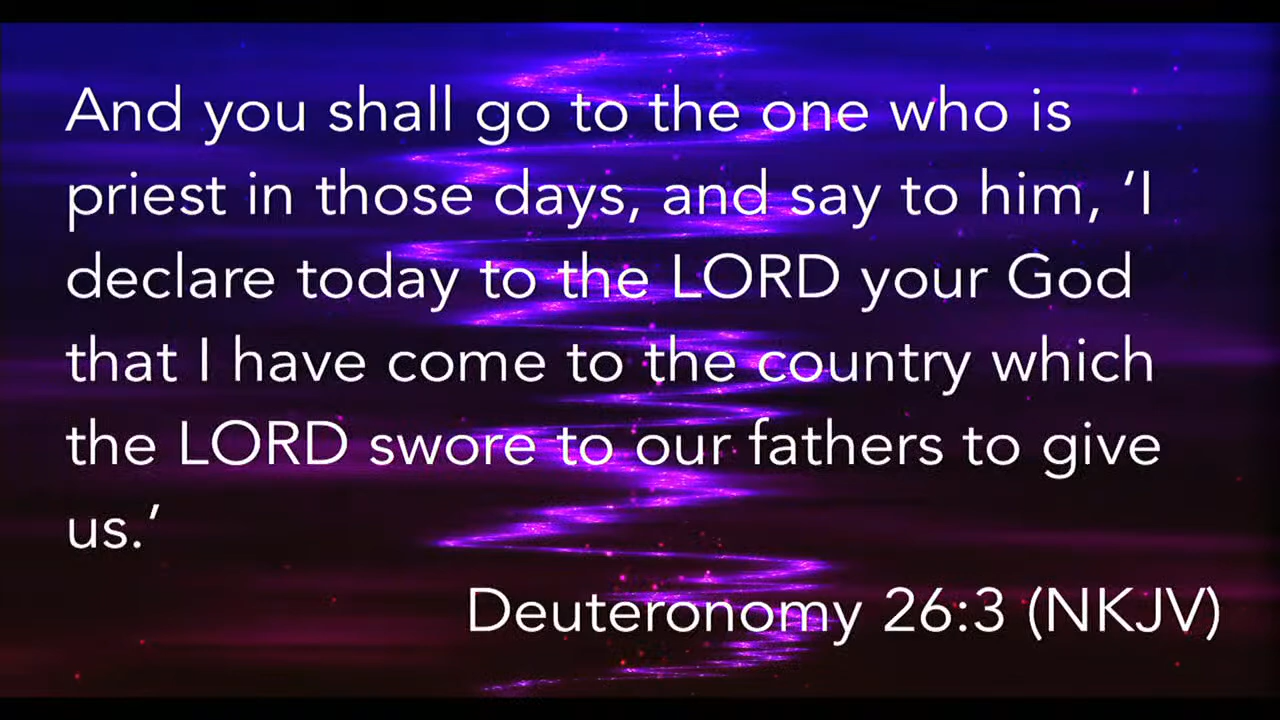 And you shall go to the one who is
priest in those days, and say to him, ‘I
declare today to the LORD your God
that I have come to the country which
the LORD swore to our fathers to give
us.’
Deuteronomy 26:3 (NKJV)